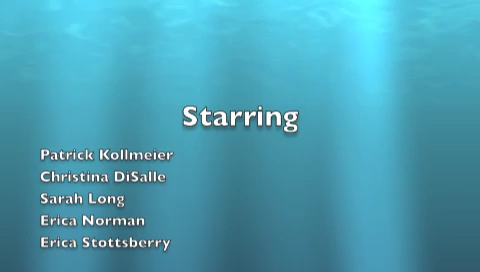 Starring
Patrick Kollmeier
Christina DiSalle
Sarah Long
Erica Norman
Erica Stottsberry